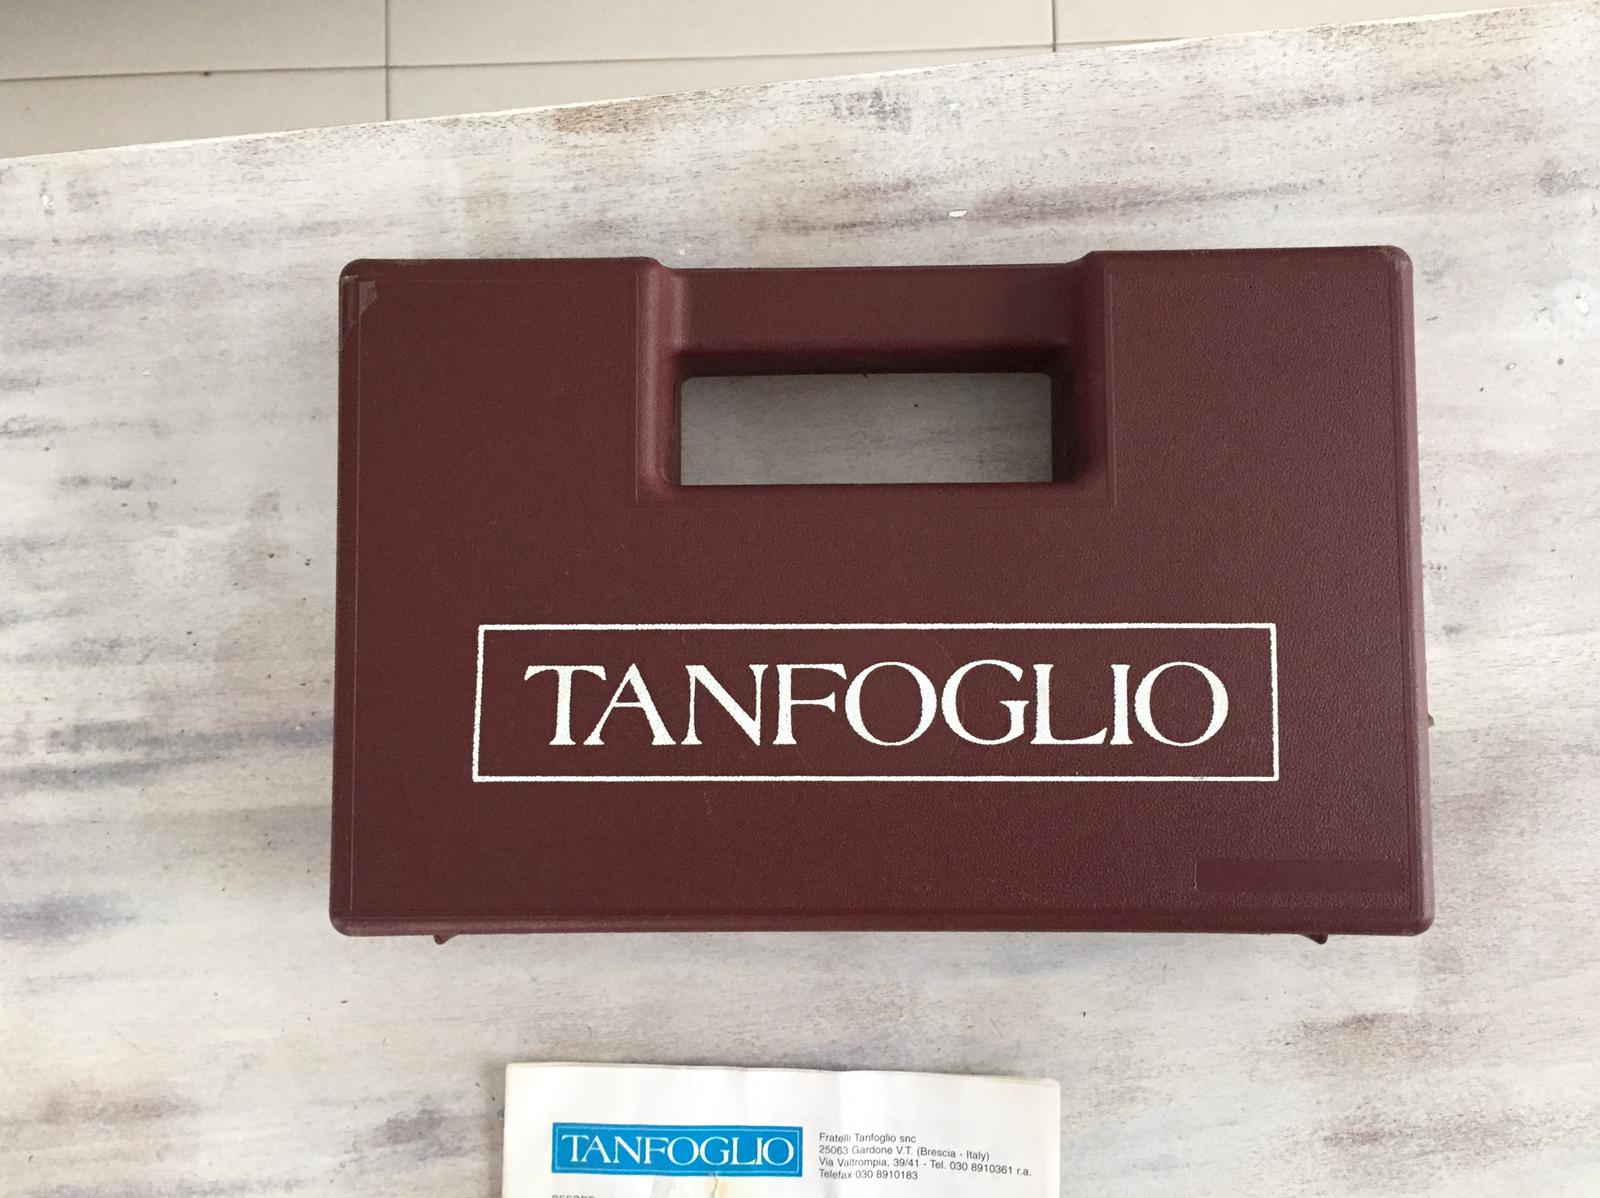 TANFOGLIO
TANFOGLIO
Fratelli Tanfoglio snc
25063 Gardone V.T. (Brescia - Italy)
Via Valtrompia, 39/41 - Tel. 030 8910361 r.a.
Telefax 030 8910183